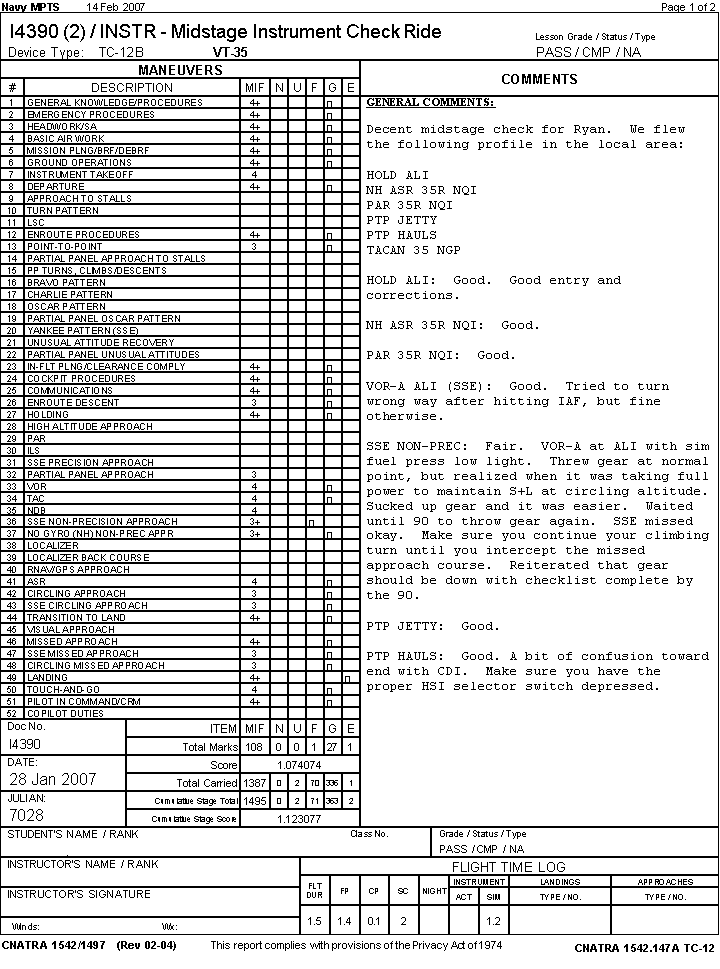 Navy MPTS 14 Feb 2007 Page 1 of 2
I4390 (2) / INSTR - Midstage Instrument Check Ride
Lesson Grade / Status / Type
Device Type: TC-12B VT-35 PASS / CMP / NA
MANEUVERS
# DESCRIPTION MIF N U F G E
1 GENERAL KNOWLEDGE/PROCEDURES 4+ n
2 EMERGENCY PROCEDURES 4+ n
3 HEADWORK/SA 4+ n
4 BASIC AIR WORK 4+ n
5 MISSION PLNG/BRF/DEBRF 4+ n
6 GROUND OPERATIONS 4+ n
7 INSTRUMENT TAKEOFF 4
8 DEPARTURE 4+ n
9 APPROACH TO STALLS
10 TURN PATTERN
11 LSC
12 ENROUTE PROCEDURES 4+ n
13 POINT-TO-POINT 3 n
14 PARTIAL PANEL APPROACH TO STALLS
15 PP TURNS, CLIMBS/DESCENTS
16 BRAVO PATTERN
17 CHARLIE PATTERN
18 OSCAR PATTERN
19 PARTIAL PANEL OSCAR PATTERN
20 YANKEE PATTERN (SSE)
21 UNUSUAL ATTITUDE RECOVERY
22 PARTIAL PANEL UNUSUAL ATTITUDES
23 IN-FLT PLNG/CLEARANCE COMPLY 4+ n
24 COCKPIT PROCEDURES 4+ n
25 COMMUNICATIONS 4+ n
26 ENROUTE DESCENT 3 n
27 HOLDING 4+ n
28 HIGH ALTITUDE APPROACH
29 PAR
30 ILS
31 SSE PRECISION APPROACH
32 PARTIAL PANEL APPROACH 3
33 VOR 4 n
34 TAC 4 n
35 NDB 4
36 SSE NON-PRECISION APPROACH 3+ n
37 NO GYRO (NH) NON-PREC APPR 3+ n
38 LOCALIZER
39 LOCALIZER BACK COURSE
40 RNAV/GPS APPROACH
41 ASR 4 n
42 CIRCLING APPROACH 3 n
43 SSE CIRCLING APPROACH 3 n
44 TRANSITION TO LAND 4+ n
45 VISUAL APPROACH
46 MISSED APPROACH 4+ n
47 SSE MISSED APPROACH 3 n
48 CIRCLING MISSED APPROACH 3 n
49 LANDING 4+ n
50 TOUCH-AND-GO 4 n
51 PILOT IN COMMAND/CRM 4+ n
52 COPILOT DUTIES
COMMENTS
GENERAL COMMENTS:
Decent midstage check for Ryan. We flew
the following profile in the local area:
HOLD ALI
NH ASR 35R NQI
PAR 35R NQI
PTP JETTY
PTP HAULS
TACAN 35 NGP
HOLD ALI: Good. Good entry and
corrections.
NH ASR 35R NQI: Good.
PAR 35R NQI: Good.
VOR-A ALI (SSE): Good. Tried to turn
wrong way after hitting IAF, but fine
otherwise.
SSE NON-PREC: Fair. VOR-A at ALI with sim
fuel press low light. Threw gear at normal
point, but realized when it was taking full
power to maintain S+L at circling altitude.
Sucked up gear and it was easier. Waited
until 90 to throw gear again. SSE missed
okay. Make sure you continue your climbing
turn until you intercept the missed
approach course. Reiterated that gear
should be down with checklist complete by
the 90.
PTP JETTY: Good.
PTP HAULS: Good. A bit of confusion toward
end with CDI. Make sure you have the
proper HSI selector switch depressed.
Doc No.
I4390
DATE:
28 Jan 2007
JULIAN:
7028
ITEM MIF N U F G E
Total Marks 108 0 0 1 27 1
Score 1.074074
Total Carried 1387 0 2 70 336 1
Cumulative Stage Total 1495 0 2 71 363 2
Cumulative Stage Score 1.123077
STUDENT'S NAME / RANK Class No. Grade / Status / Type
PASS / CMP / NA
INSTRUCTOR'S NAME / RANK
INSTRUCTOR'S SIGNATURE
Winds: Wx:
FLIGHT TIME LOG
FLT DUR FP CP SC NIGHT INSTRUMENT LANDINGS APPROACHES
ACT SIM TYPE / NO. TYPE / NO.
1.5 1.4 0.1 2 1.2
CNATRA 1542/1497 (Rev 02-04) This report complies with provisions of the Privacy Act of 1974 CNATRA 1542.147A TC-12